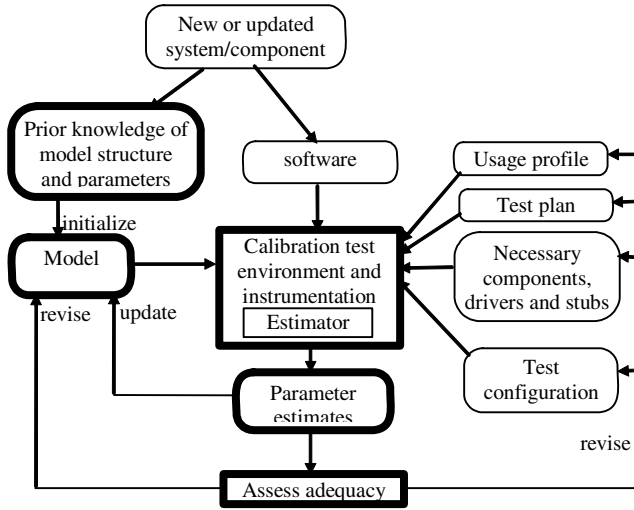 New or updated
system/component
Prior knowledge of
model structure
and parameters
software
Usage profile
Test plan
initialize
Model
Calibration test
environment and
instrumentation
Estimator
Necessary
components,
drivers and stubs
revise
update
Test
configuration
Parameter
estimates
revise
Assess adequacy